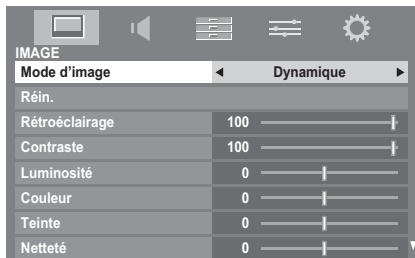 IMAGE
Mode d'image Dynamique
Réin.
Rétroéclairage 100
Contraste 100
Luminosité 0
Couleur 0
Teinte 0
Netteté 0